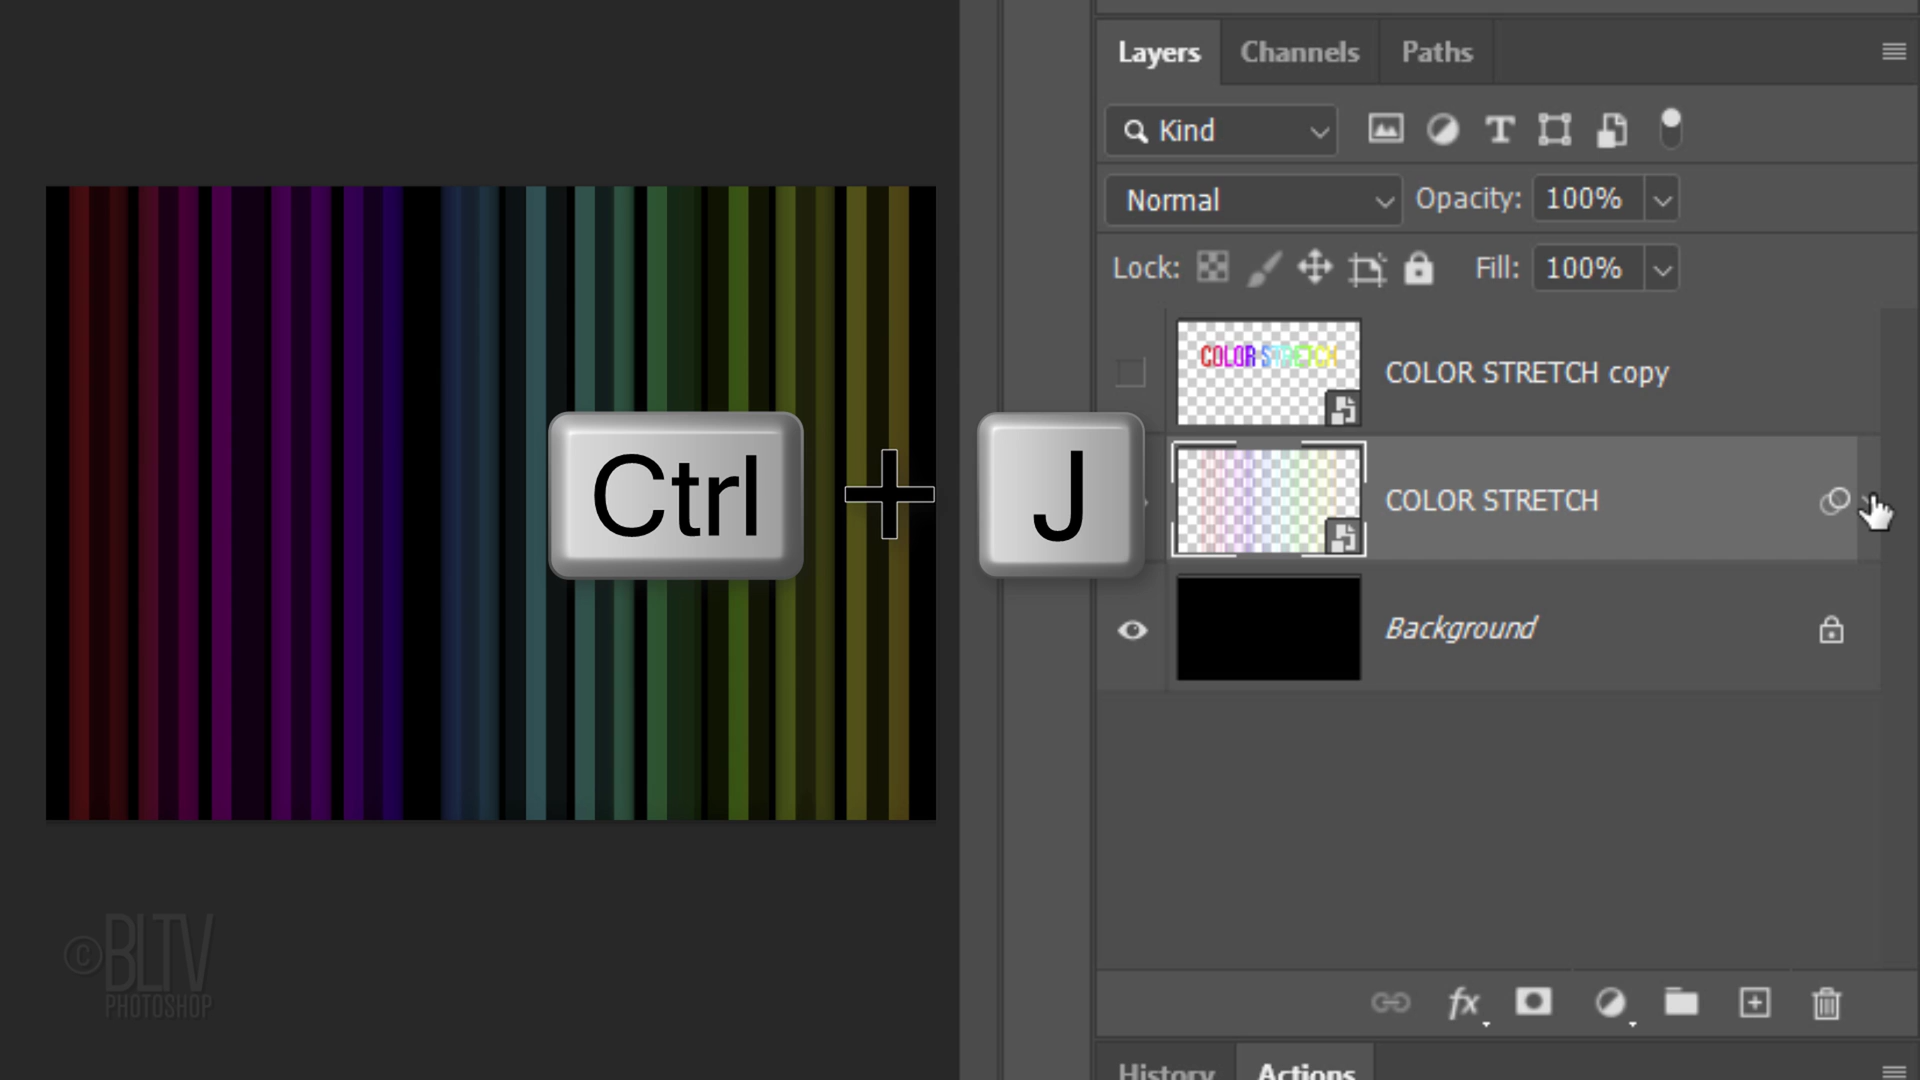 Layers Channels Paths
Kind
Normal Opacity: 100%
Lock: Fill: 100%
COLOR STRETCH COLOR STRETCH copy
Ctrl + J
COLOR STRETCH
Background
fx
©BLTV
PHOTOSHOP
History Actions